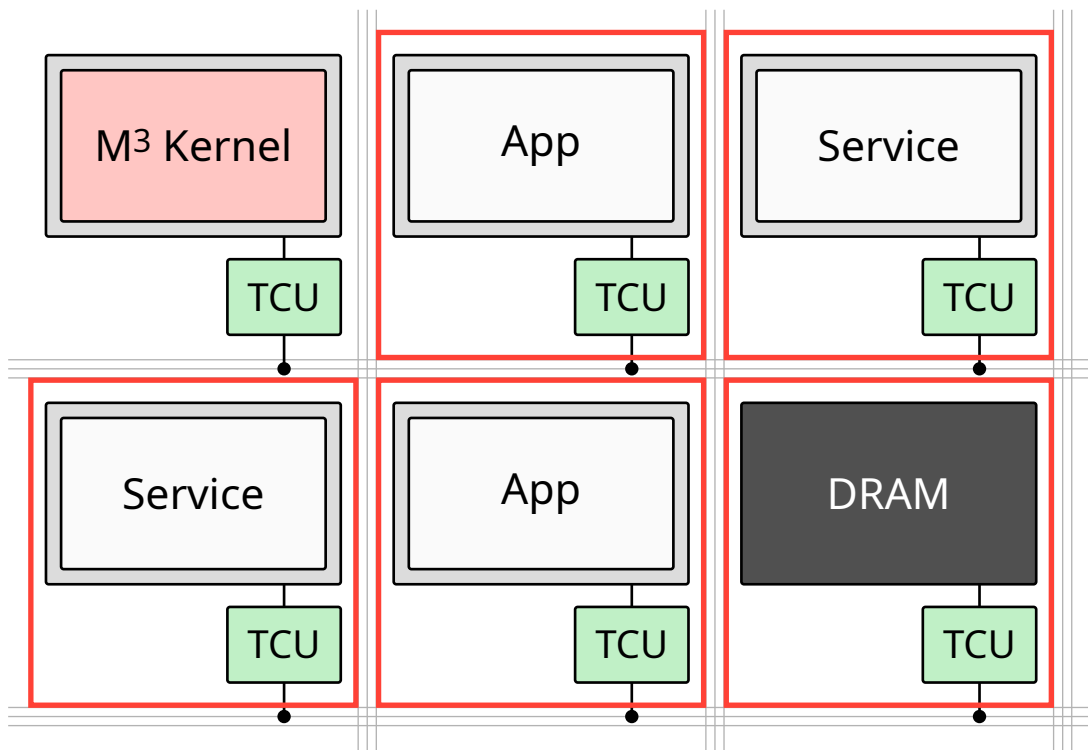 M³ Kernel
App
Service
TCU
TCU
TCU
Service
App
DRAM
TCU
TCU
TCU